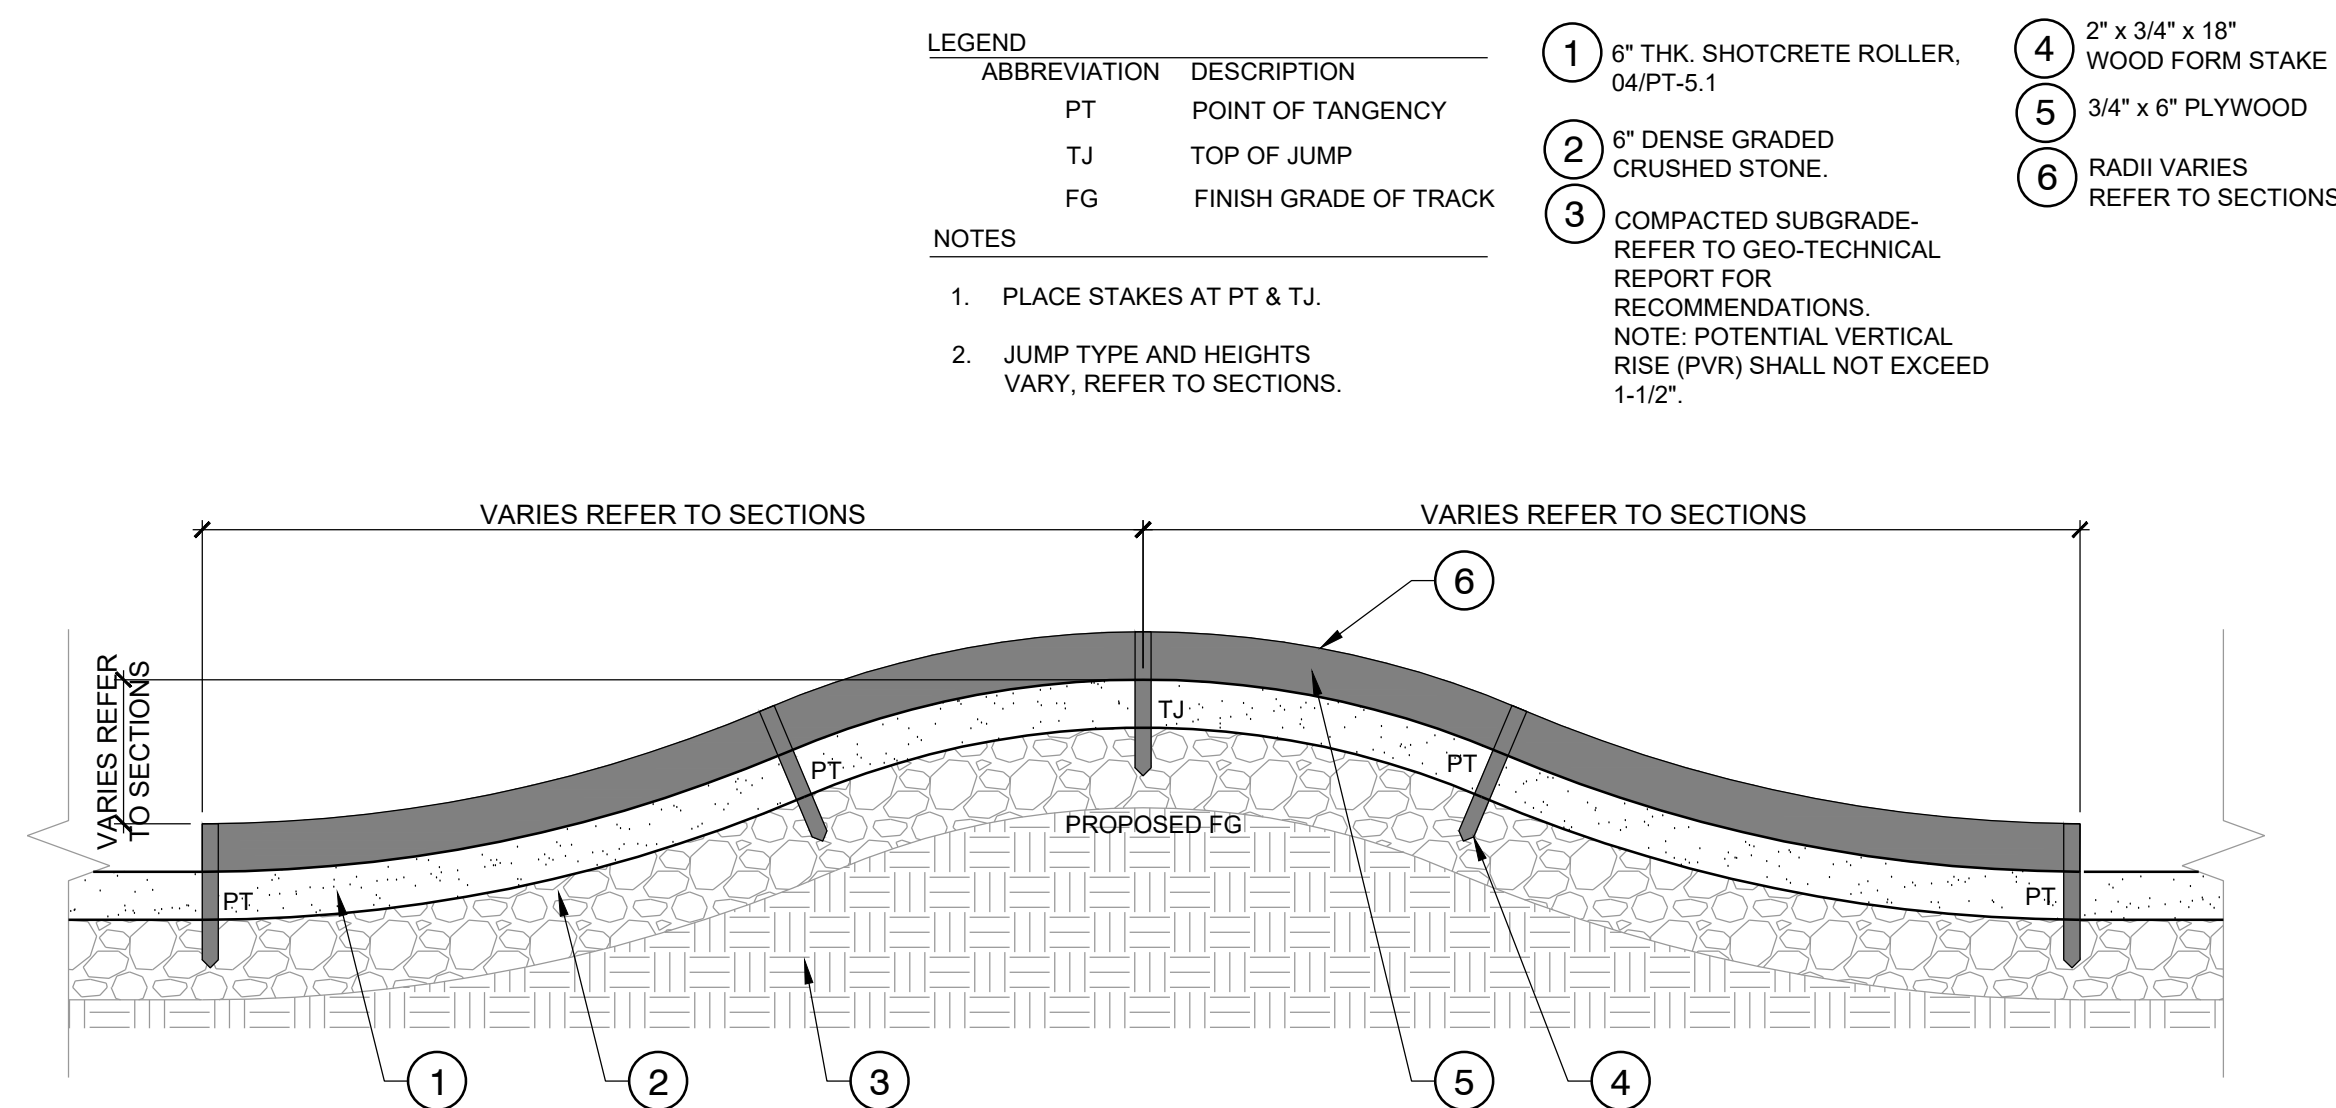 LEGEND
ABBREVIATION DESCRIPTION
PT POINT OF TANGENCY
TJ TOP OF JUMP
FG FINISH GRADE OF TRACK
NOTES
1. PLACE STAKES AT PT & TJ.
2. JUMP TYPE AND HEIGHTS
VARY, REFER TO SECTIONS.
1 6" THK. SHOTCRETE ROLLER,
04/PT-5.1
2 6" DENSE GRADED
CRUSHED STONE.
3 COMPACTED SUBGRADE-
REFER TO GEO-TECHNICAL
REPORT FOR
RECOMMENDATIONS.
NOTE: POTENTIAL VERTICAL
RISE (PVR) SHALL NOT EXCEED
1-1/2".
4 2" x 3/4" x 18"
WOOD FORM STAKE
5 3/4" x 6" PLYWOOD
6 RADII VARIES
REFER TO SECTIONS
VARIES REFER TO SECTIONS
VARIES REFER TO SECTIONS
6
VARIES REFER
TO SECTIONS
TJ
PT
PT
PROPOSED FG
PT
PT
1
2
3
5
4